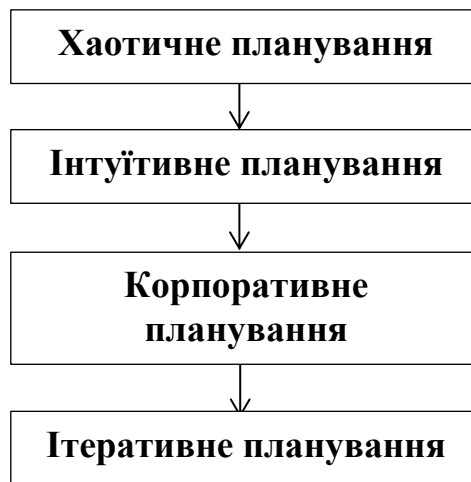 Хаотичне планування
Інтуїтивне планування
Корпоративне
планування
Ітеративне планування